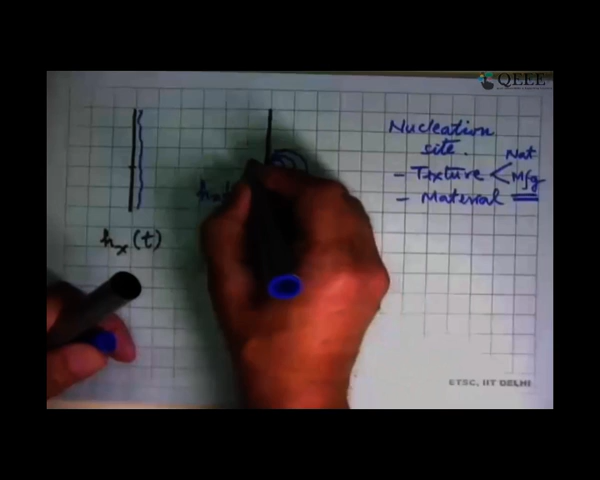 QEEE
Nucleation
site.
Nat
- Texture < Mfg
- Material
hx(t)
ETSC, IIT DELHI